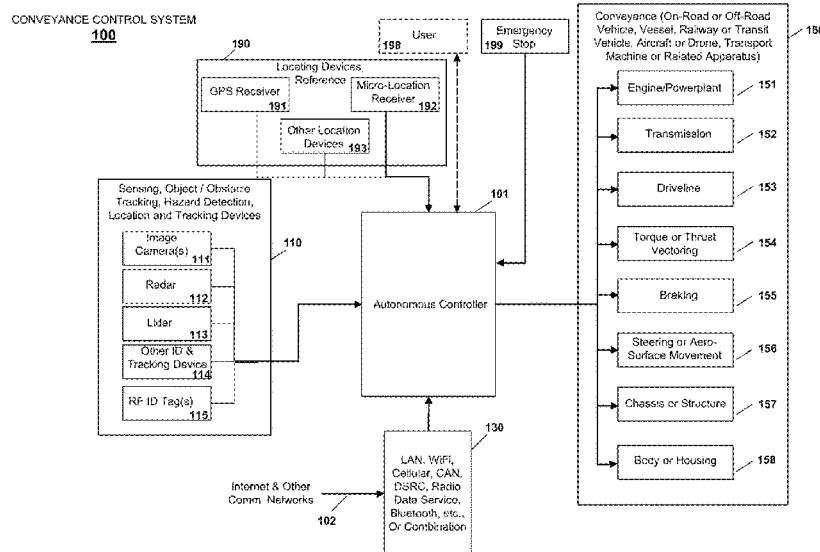 CONVEYANCE CONTROL SYSTEM
100
190
Locating Devices
Reference
GPS Receiver
191
Micro-Location
Receiver
192
Other Location
Devices
193
User
198
Emergency
Stop
199
Sensing, Object / Obstacle
Tracking, Hazard Detection,
Location and Tracking Devices
110
Image
Camera(s)
111
Radar
112
Lidar
113
Other ID &
Tracking Device
114
RF ID Tag(s)
115
191
Autonomous Controller
130
LAN, WiFi,
Cellular, CAN,
DSRC, Radio
Data Service,
Bluetooth, etc.,
Or Combination
Internet & Other
Comm. Networks
102
Conveyance (On-Road or Off-Road
Vehicle, Vessel, Railway or Transit
Vehicle, Aircraft or Drone, Transport
Machine or Related Apparatus)
Engine/Powerplant
151
Transmission
152
Driveline
153
Torque or Thrust
Vectoring
154
Braking
155
Steering or Aero-
Surface Movement
156
Chassis or Structure
157
Body or Housing
158